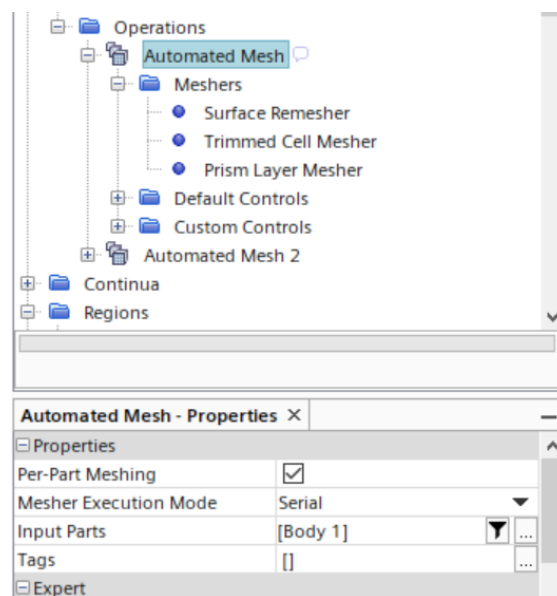 Operations
Automated Mesh
Meshers
Surface Remesher
Trimmed Cell Mesher
Prism Layer Mesher
Default Controls
Custom Controls
Automated Mesh 2
Continua
Regions
Automated Mesh - Properties ×
Properties
Per-Part Meshing
Mesher Execution Mode Serial
Input Parts [Body 1] ...
Tags [] ...
Expert